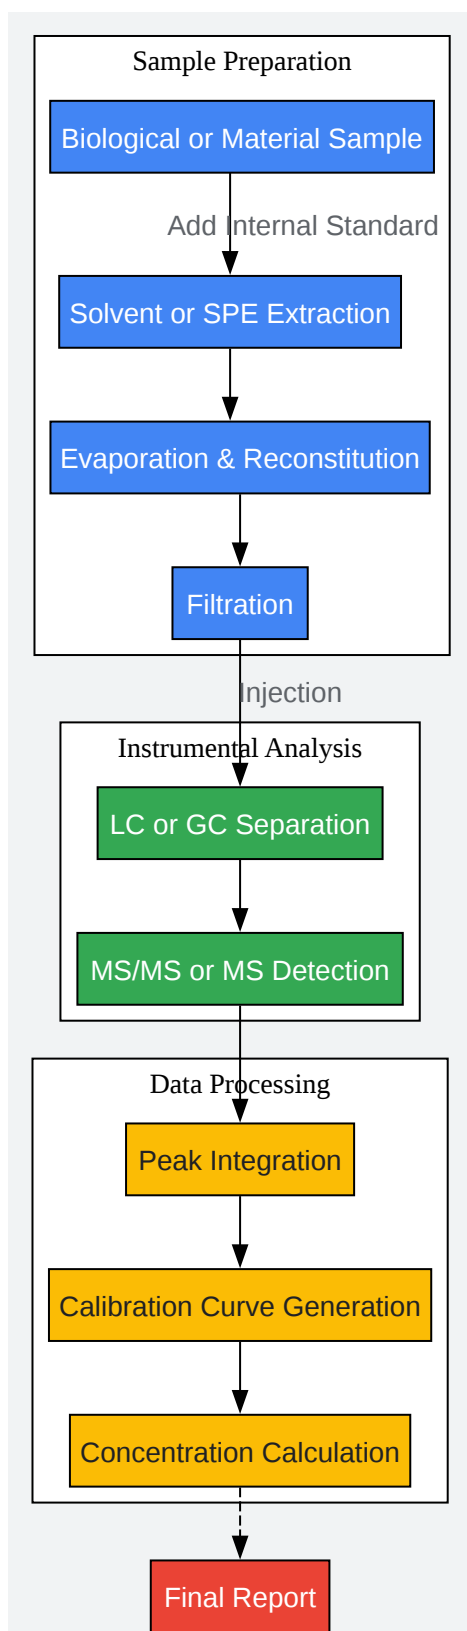 Sample Preparation
Biological or Material Sample
Add Internal Standard
Solvent or SPE Extraction
Evaporation & Reconstitution
Filtration
Injection
Instrumental Analysis
LC or GC Separation
MS/MS or MS Detection
Data Processing
Peak Integration
Calibration Curve Generation
Concentration Calculation
Final Report